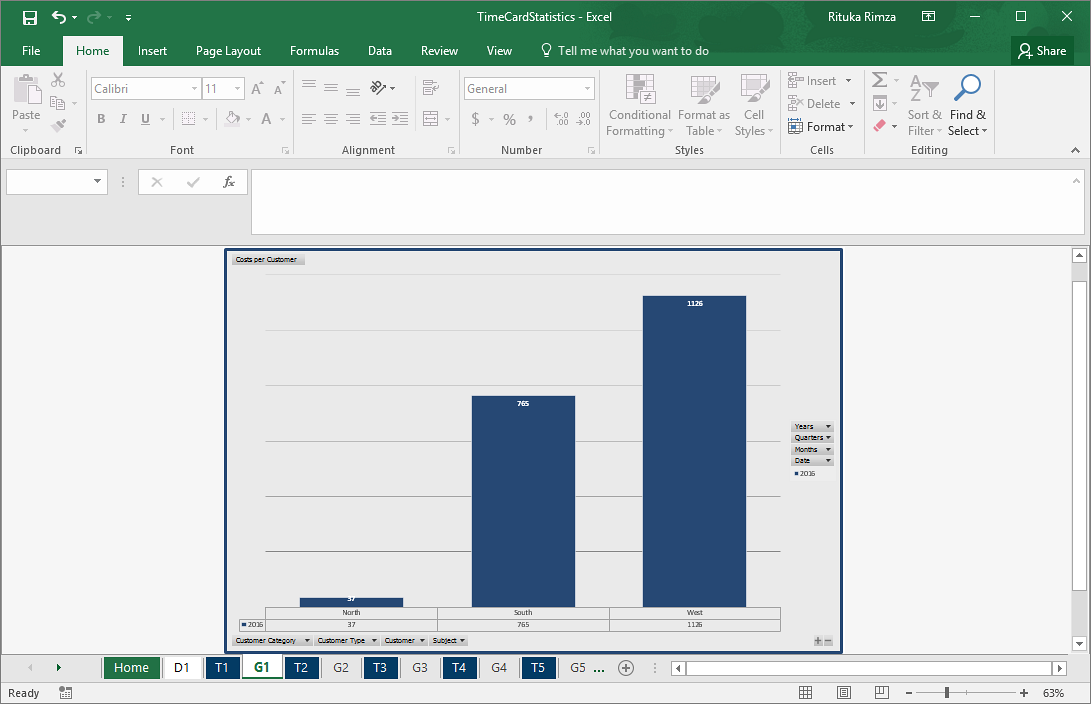 TimeCardStatistics - Excel
Rituka Rimza
File Home Insert Page Layout Formulas Data Review View Tell me what you want to do Share
Calibri 11 General
Paste
B I U A $ % ,
Conditional Formatting
Format as Table
Cell Styles
Insert
Delete
Format
Sort & Filter
Find & Select
Clipboard Font Alignment Number Styles Cells Editing
fx
Costs per Customer
1126
765
37
Years
Quarters
Months
Date
2016
North South West
2016 37 765 1126
Customer Category Customer Type Customer Subject
Home D1 T1 G1 T2 G2 T3 G3 T4 G4 T5 G5 ...
Ready 63%